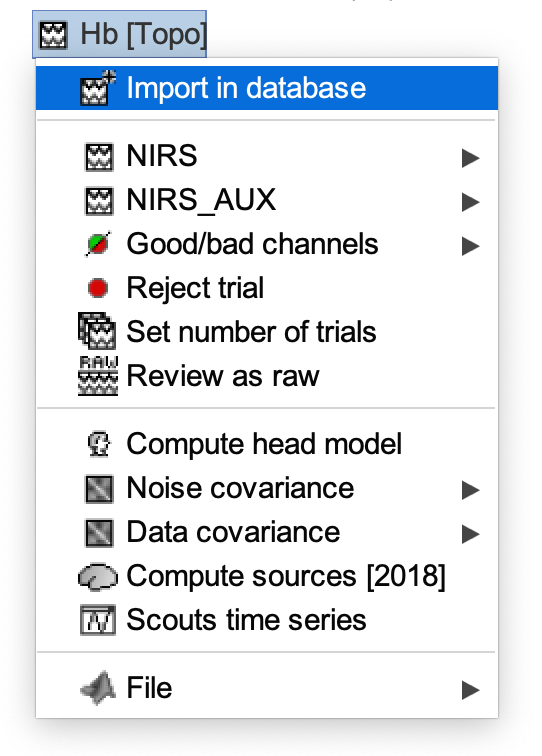 Hb [Topo]
Import in database
NIRS
NIRS_AUX
Good/bad channels
Reject trial
Set number of trials
RAW
Review as raw
Compute head model
Noise covariance
Data covariance
Compute sources [2018]
Scouts time series
File